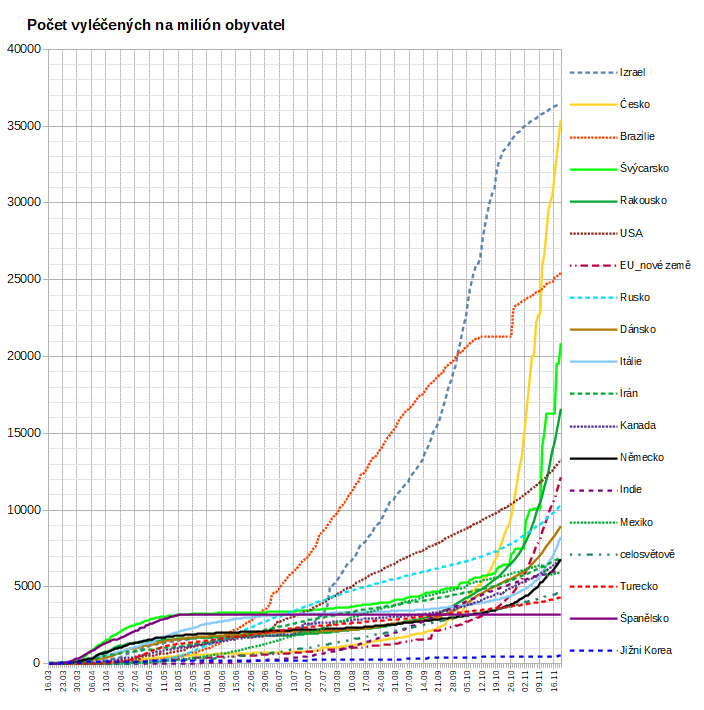 Počet vyléčených na milión obyvatel
40000
35000
30000
25000
20000
15000
10000
5000
0
16.03
23.03
30.03
06.04
13.04
20.04
27.04
04.05
11.05
18.05
25.05
01.06
08.06
15.06
22.06
29.06
06.07
13.07
20.07
27.07
03.08
10.08
17.08
24.08
31.08
07.09
14.09
21.09
28.09
05.10
12.10
19.10
26.10
02.11
09.11
16.11
Izrael
Česko
Brazílie
Švýcarsko
Rakousko
USA
EU_nové země
Rusko
Dánsko
Itálie
Írán
Kanada
Německo
Indie
Mexiko
celosvětově
Turecko
Španělsko
Jižní Korea